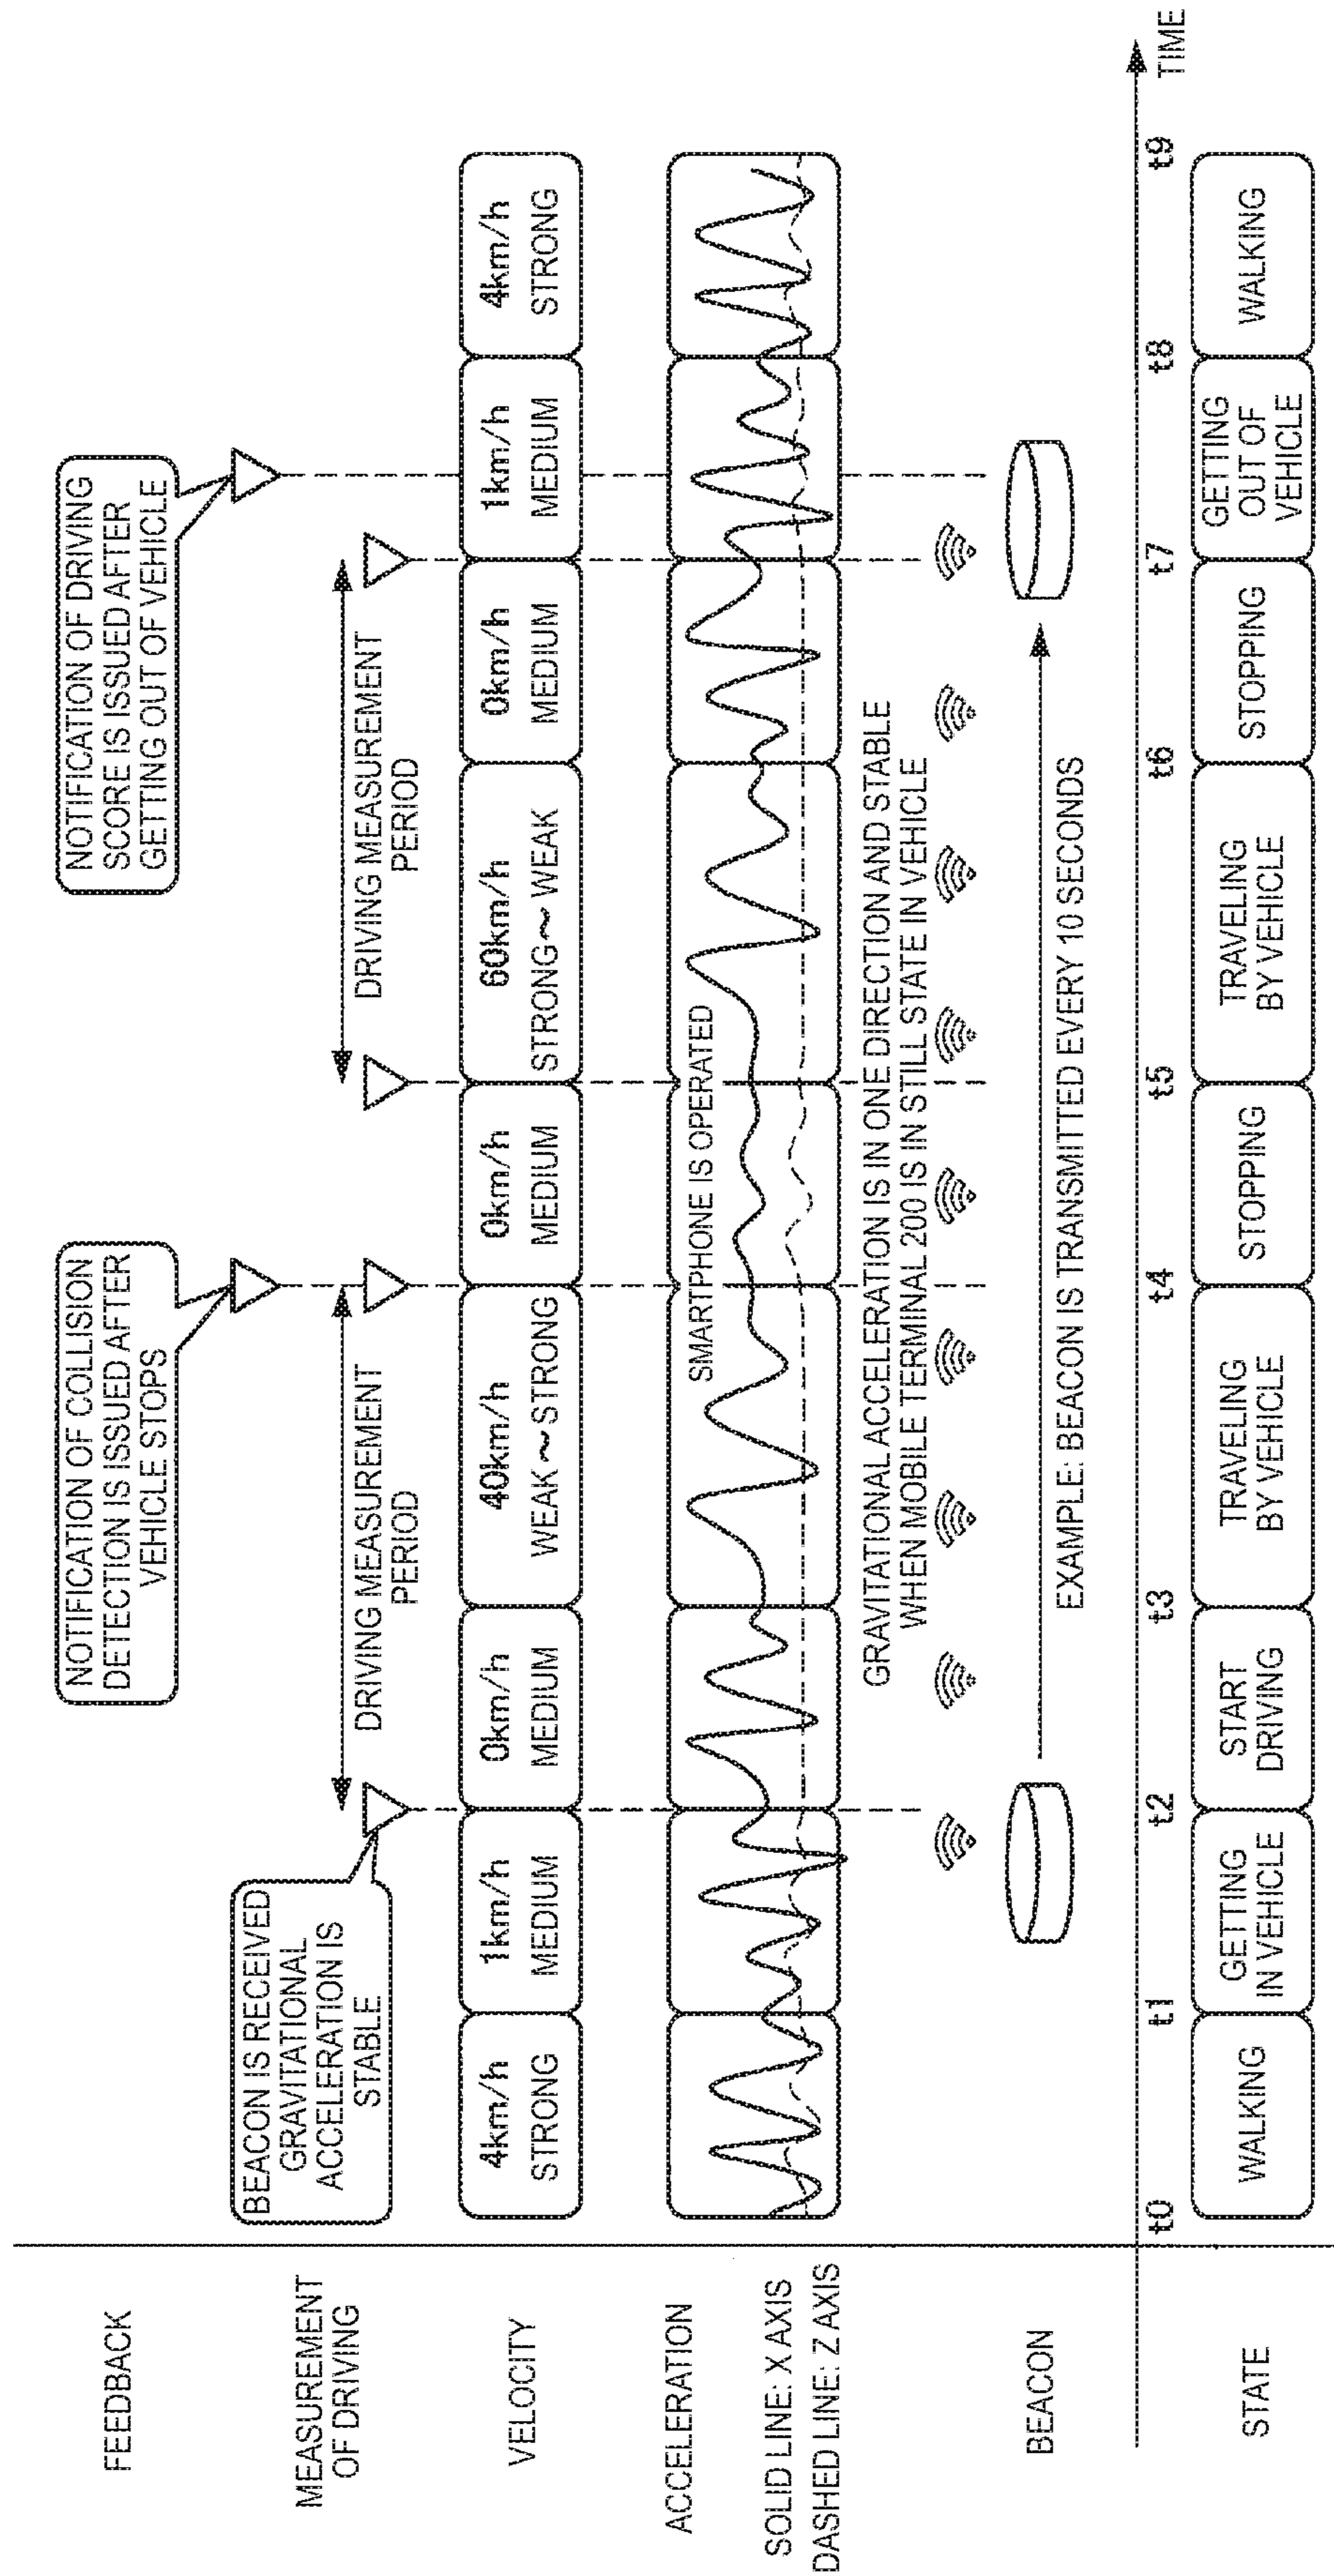 FEEDBACK
NOTIFICATION OF COLLISION
DETECTION IS ISSUED AFTER
VEHICLE STOPS
NOTIFICATION OF DRIVING
SCORE IS ISSUED AFTER
GETTING OUT OF VEHICLE
MEASUREMENT
OF DRIVING
BEACON IS RECEIVED
GRAVITATIONAL
ACCELERATION IS
STABLE
DRIVING MEASUREMENT
PERIOD
DRIVING MEASUREMENT
PERIOD
VELOCITY
4km/h
STRONG
1km/h
MEDIUM
0km/h
MEDIUM
40km/h
WEAK~STRONG
0km/h
MEDIUM
60km/h
STRONG~WEAK
0km/h
MEDIUM
1km/h
MEDIUM
4km/h
STRONG
ACCELERATION
SOLID LINE: X AXIS
DASHED LINE: Z AXIS
SMARTPHONE IS OPERATED
GRAVITATIONAL ACCELERATION IS IN ONE DIRECTION AND STABLE
WHEN MOBILE TERMINAL 200 IS IN STILL STATE IN VEHICLE
BEACON
EXAMPLE: BEACON IS TRANSMITTED EVERY 10 SECONDS
t0
t1
t2
t3
t4
t5
t6
t7
t8
t9
TIME
STATE
WALKING
GETTING
IN VEHICLE
START
DRIVING
TRAVELING
BY VEHICLE
STOPPING
TRAVELING
BY VEHICLE
STOPPING
GETTING
OUT OF
VEHICLE
WALKING